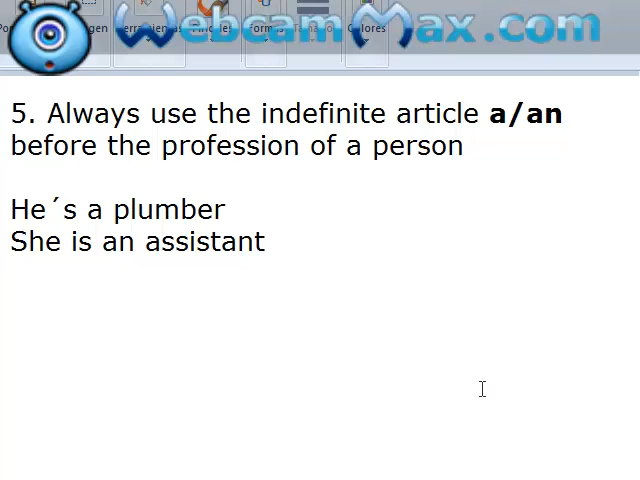 WebcamMax.com
5. Always use the indefinite article a/an
before the profession of a person
He´s a plumber
She is an assistant